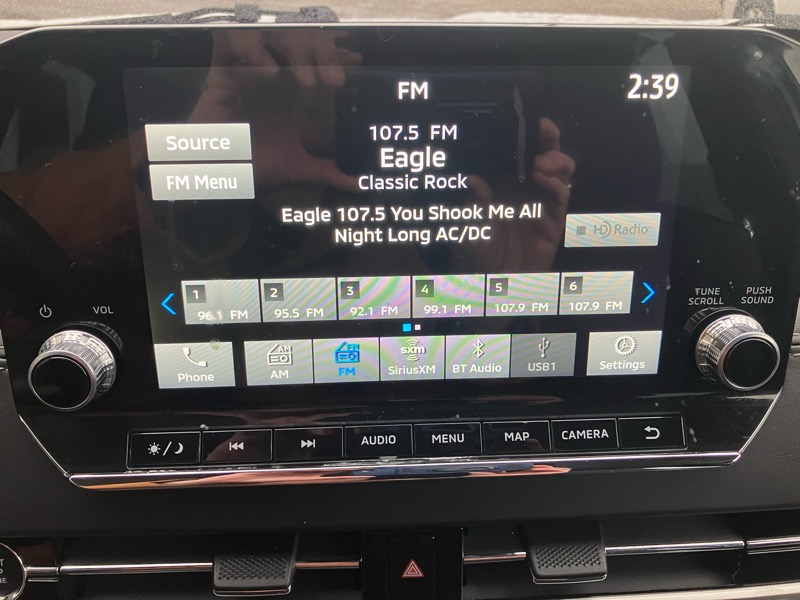 FM
2:39
107.5 FM
Eagle
Classic Rock
Source
FM Menu
Eagle 107.5 You Shook Me All
Night Long AC/DC
HD Radio
1
96.1 FM
2
95.5 FM
3
92.1 FM
4
99.1 FM
5
107.9 FM
6
107.9 FM
VOL
TUNE
SCROLL
PUSH
SOUND
Phone
AM
AM
FM
FM
sxm
SiriusXM
BT Audio
USB1
Settings
AUDIO
MENU
MAP
CAMERA